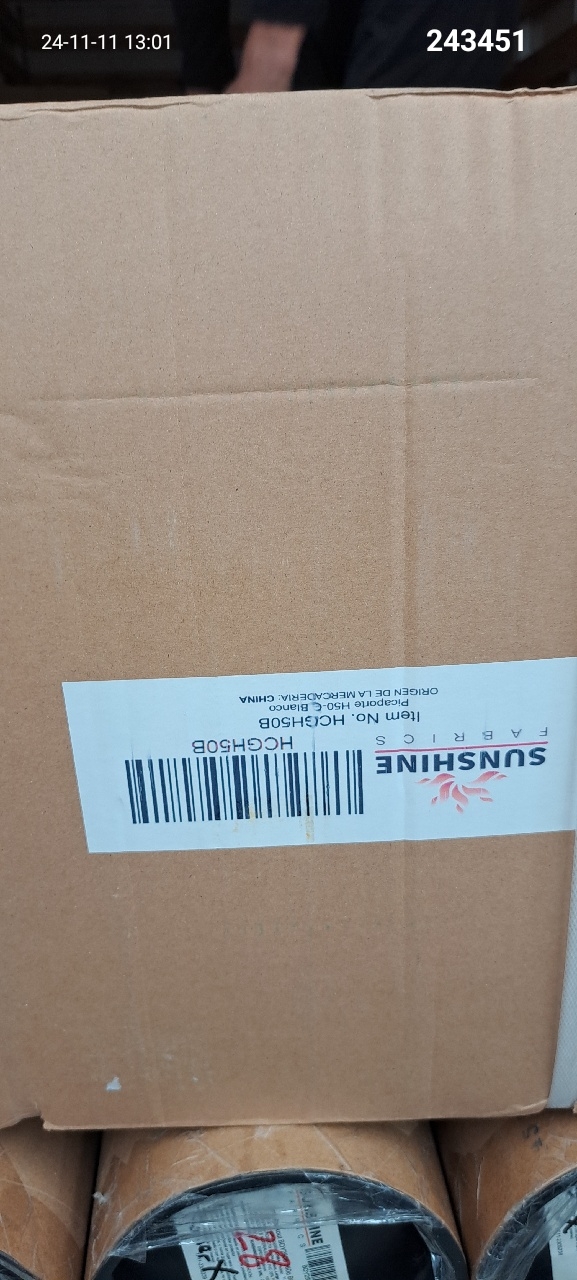 24-11-11 13:01
243451
SUNSHINE
FABRICS
HCGH50B
Item No. HCGH50B
Picaporte H50-C Blanco
ORIGEN DE LA MERCADERIA: CHINA
28